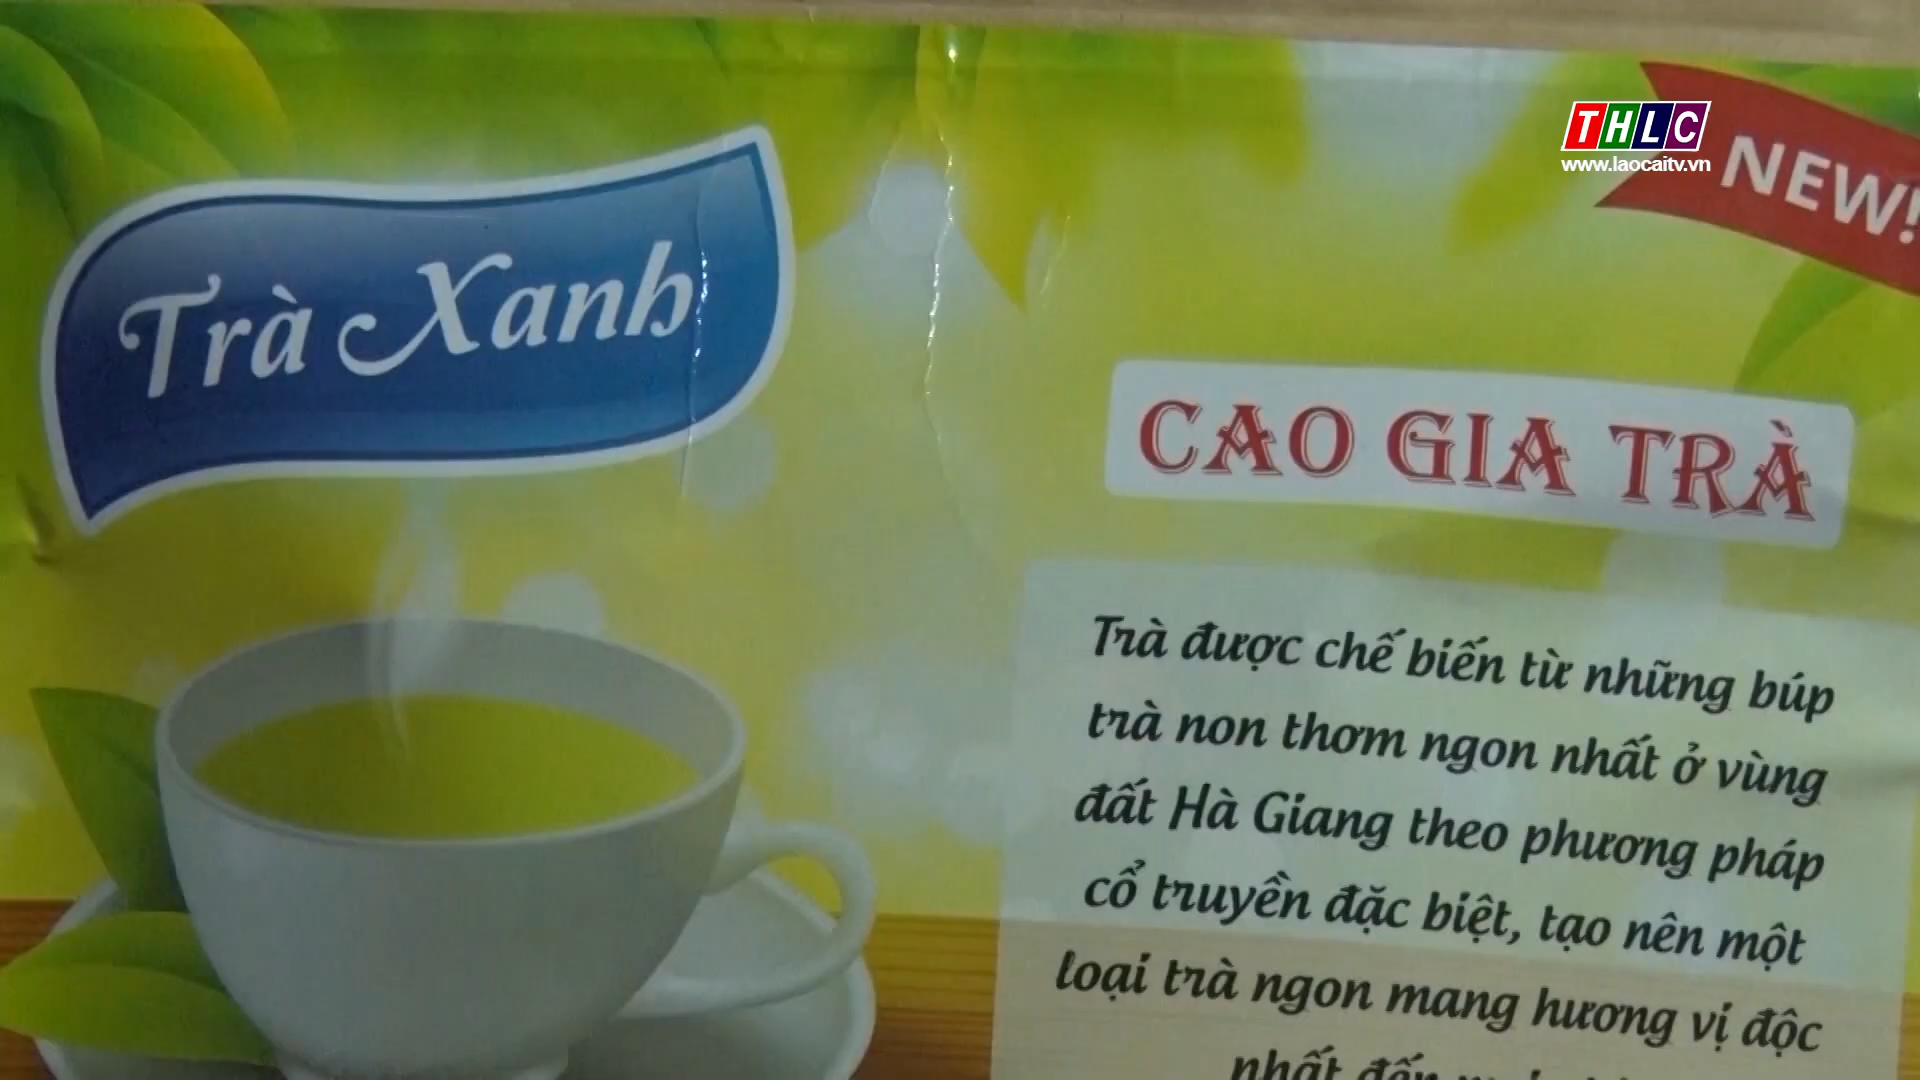 THLC
www.laocaitv.vn
NEW!
Trà Xanh
CAO GIA TRÀ
Trà được chế biến từ những búp
trà non thơm ngon nhất ở vùng
đất Hà Giang theo phương pháp
cổ truyền đặc biệt, tạo nên một
loại trà ngon mang hương vị độc
nhất đến